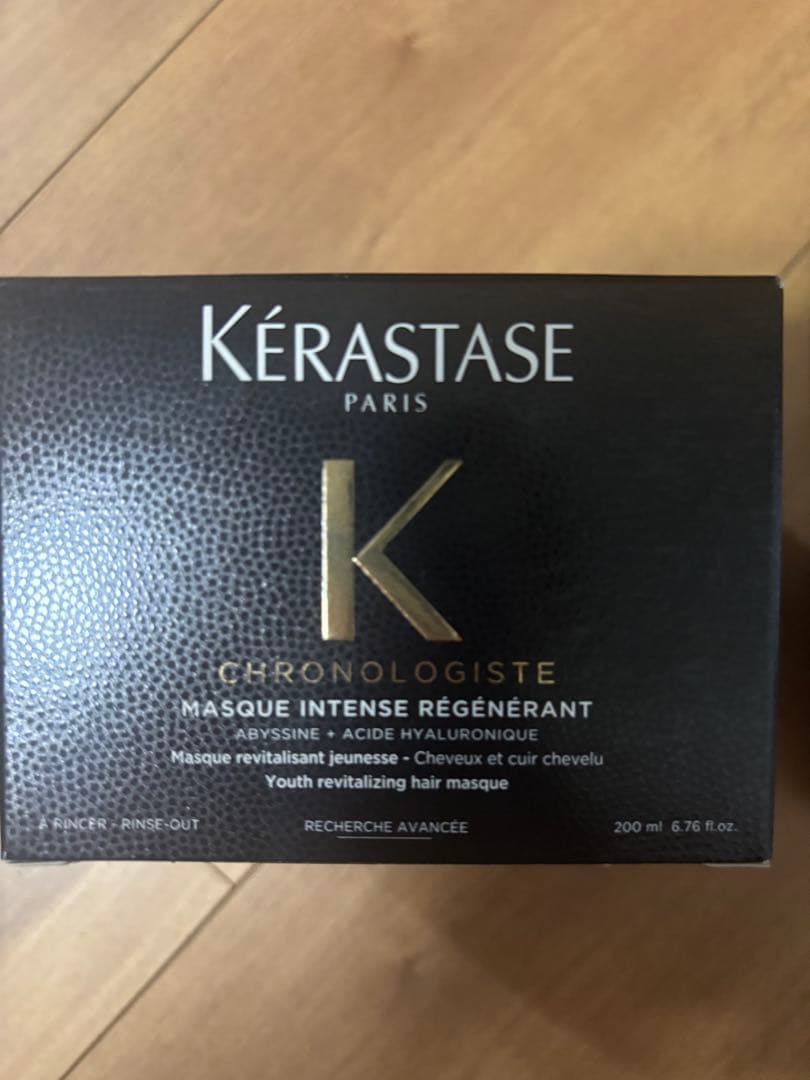 KÉRASTASE
PARIS
K
CHRONOLOGISTE
MASQUE INTENSE RÉGÉNÉRANT
ABYSSINE + ACIDE HYALURONIQUE
Masque revitalisant jeunesse - Cheveux et cuir chevelu
Youth revitalizing hair masque
À RINCER - RINSE-OUT RECHERCHE AVANCÉE 200 ml 6.76 fl.oz.